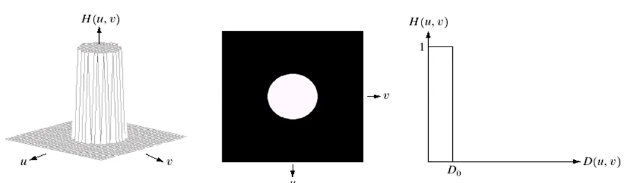 H(u, v)
u
v
v
H(u, v)
1
D₀
D(u, v)